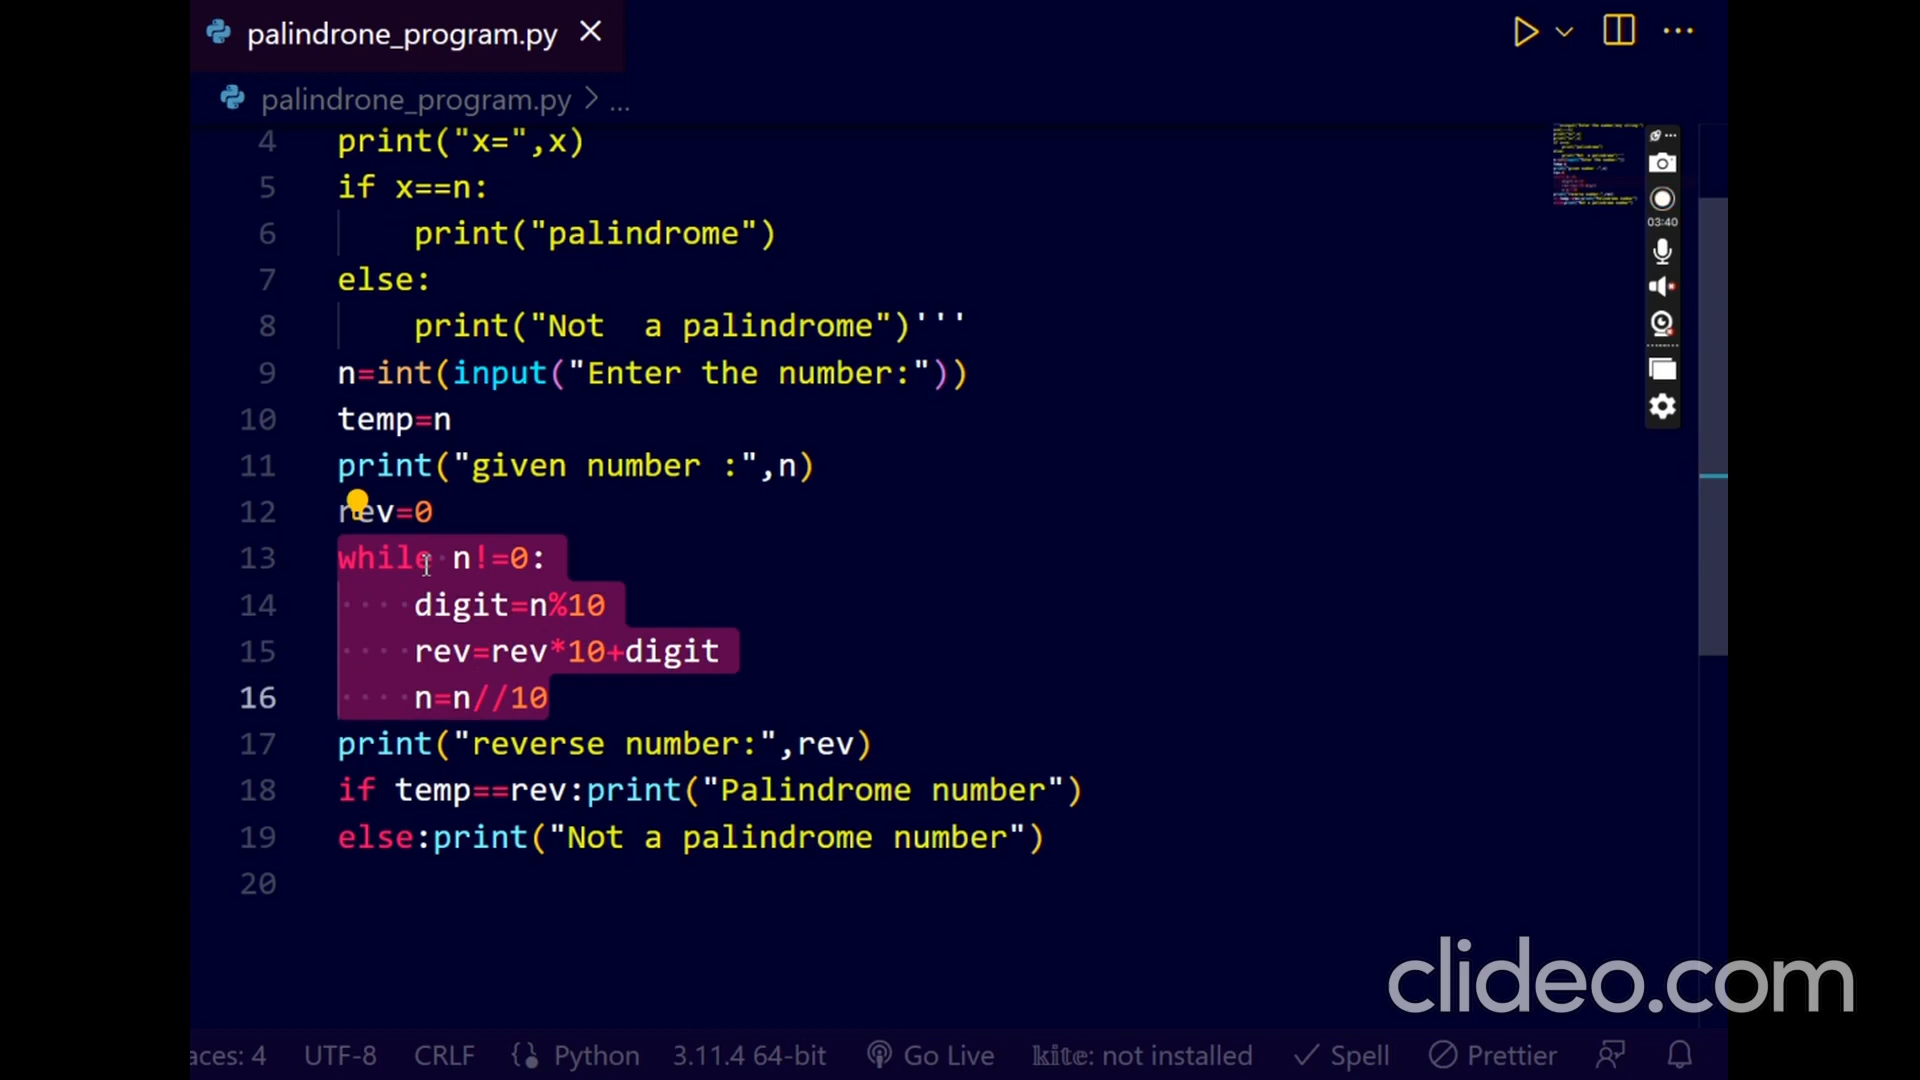 palindrone_program.py
palindrone_program.py > ...
4 print("x=",x)
5 if x==n:
6 print("palindrome")
7 else:
8 print("Not  a palindrome")'''
9 n=int(input("Enter the number:"))
10 temp=n
11 print("given number :",n)
12 rev=0
13 while n!=0:
14 digit=n%10
15 rev=rev*10+digit
16 n=n//10
17 print("reverse number:",rev)
18 if temp==rev:print("Palindrome number")
19 else:print("Not a palindrome number")
20
03:40
clideo.com
aces: 4 UTF-8 CRLF Python 3.11.4 64-bit Go Live kite: not installed Spell Prettier